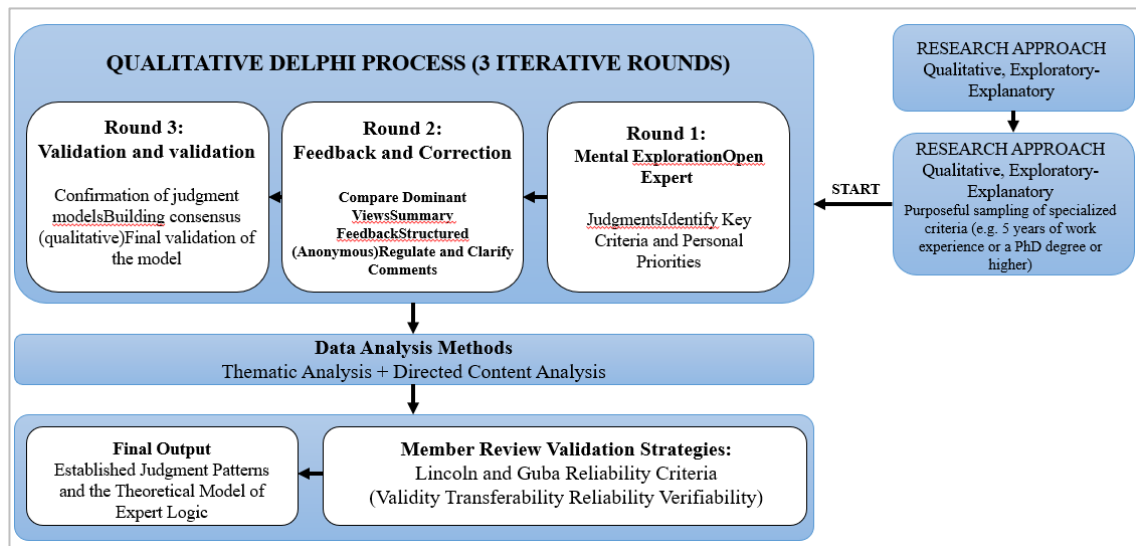 QUALITATIVE DELPHI PROCESS (3 ITERATIVE ROUNDS)
Round 3:
Validation and validation
Confirmation of judgment
modelsBuilding consensus
(qualitative)Final validation of
the model
Round 2:
Feedback and Correction
Compare Dominant
ViewsSummary
FeedbackStructured
(Anonymous)Regulate and Clarify
Comments
Round 1:
Mental ExplorationOpen
Expert
JudgmentsIdentify Key
Criteria and Personal
Priorities
START
RESEARCH APPROACH
Qualitative, Exploratory-
Explanatory
RESEARCH APPROACH
Qualitative, Exploratory-
Explanatory
Purposeful sampling of specialized
criteria (e.g. 5 years of work
experience or a PhD degree or
higher)
Data Analysis Methods
Thematic Analysis + Directed Content Analysis
Final Output
Established Judgment Patterns
and the Theoretical Model of
Expert Logic
Member Review Validation Strategies:
Lincoln and Guba Reliability Criteria
(Validity Transferability Reliability Verifiability)